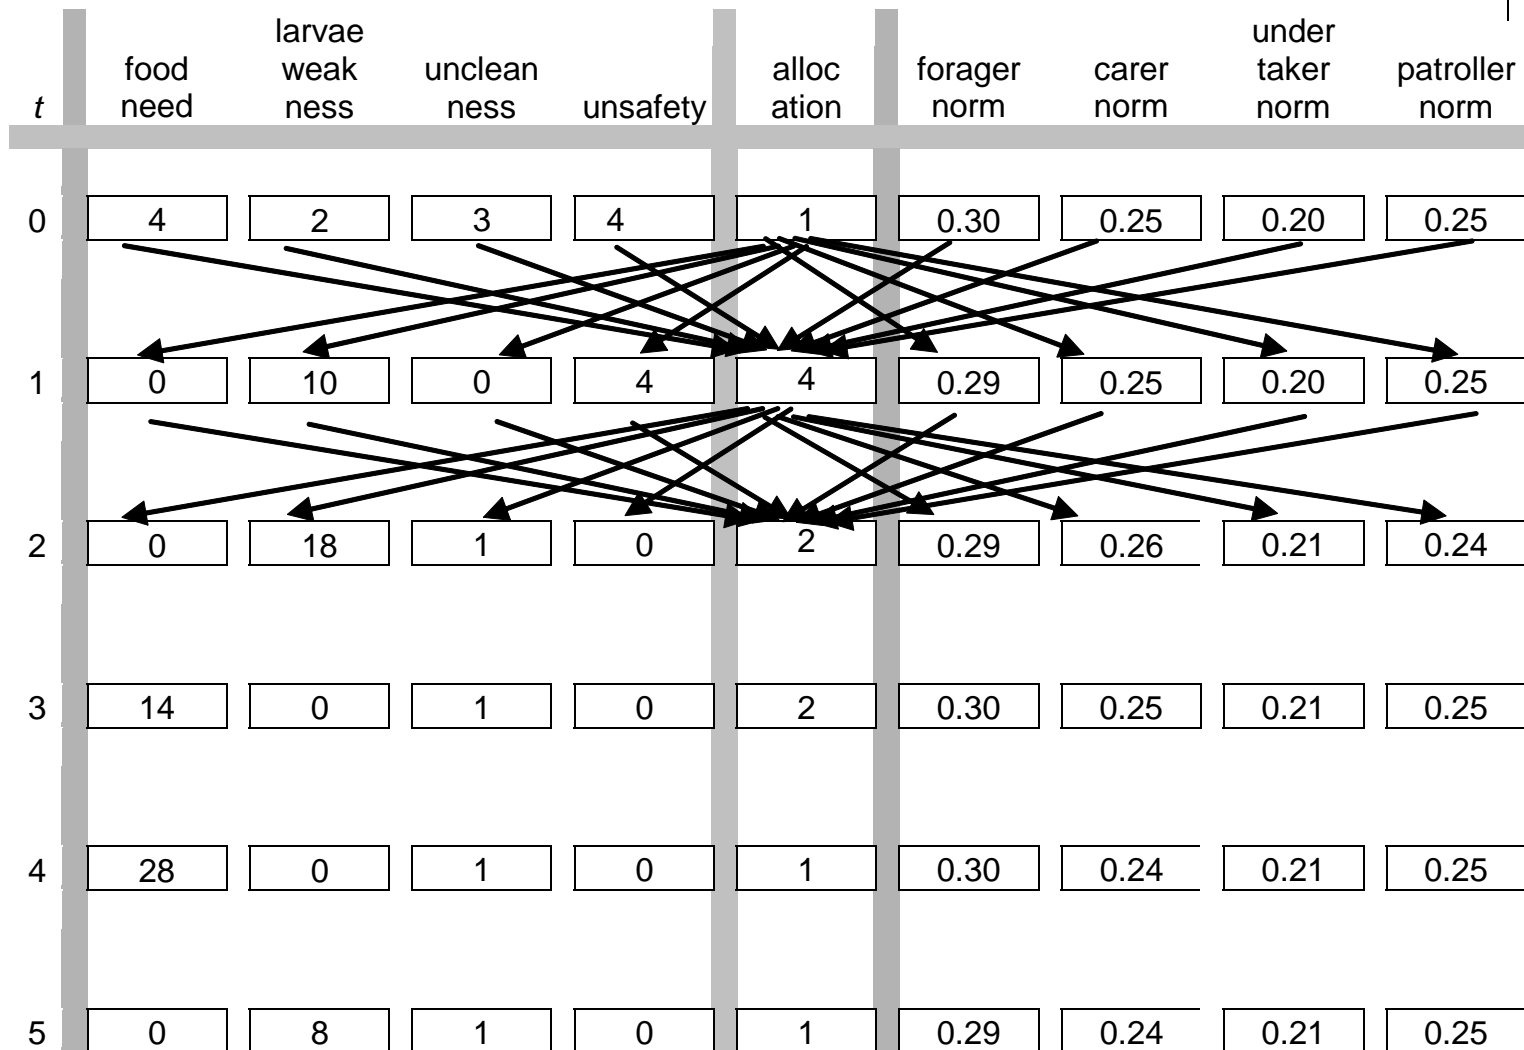 larvae under
food weak unclean alloc forager carer taker patroller
t need ness ness unsafety ation norm norm norm norm
0 4 2 3 4 1 0.30 0.25 0.20 0.25
1 0 10 0 4 4 0.29 0.25 0.20 0.25
2 0 18 1 0 2 0.29 0.26 0.21 0.24
3 14 0 1 0 2 0.30 0.25 0.21 0.25
4 28 0 1 0 1 0.30 0.24 0.21 0.25
5 0 8 1 0 1 0.29 0.24 0.21 0.25